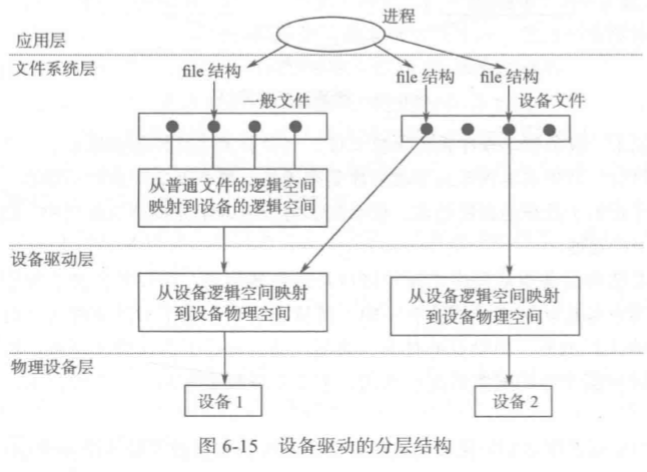 进程
应用层
文件系统层
file 结构
file 结构
file 结构
一般文件
设备文件
从普通文件的逻辑空间
映射到设备的逻辑空间
设备驱动层
从设备逻辑空间映射
到设备物理空间
从设备逻辑空间映射
到设备物理空间
物理设备层
设备 1
设备 2
图 6-15 设备驱动的分层结构